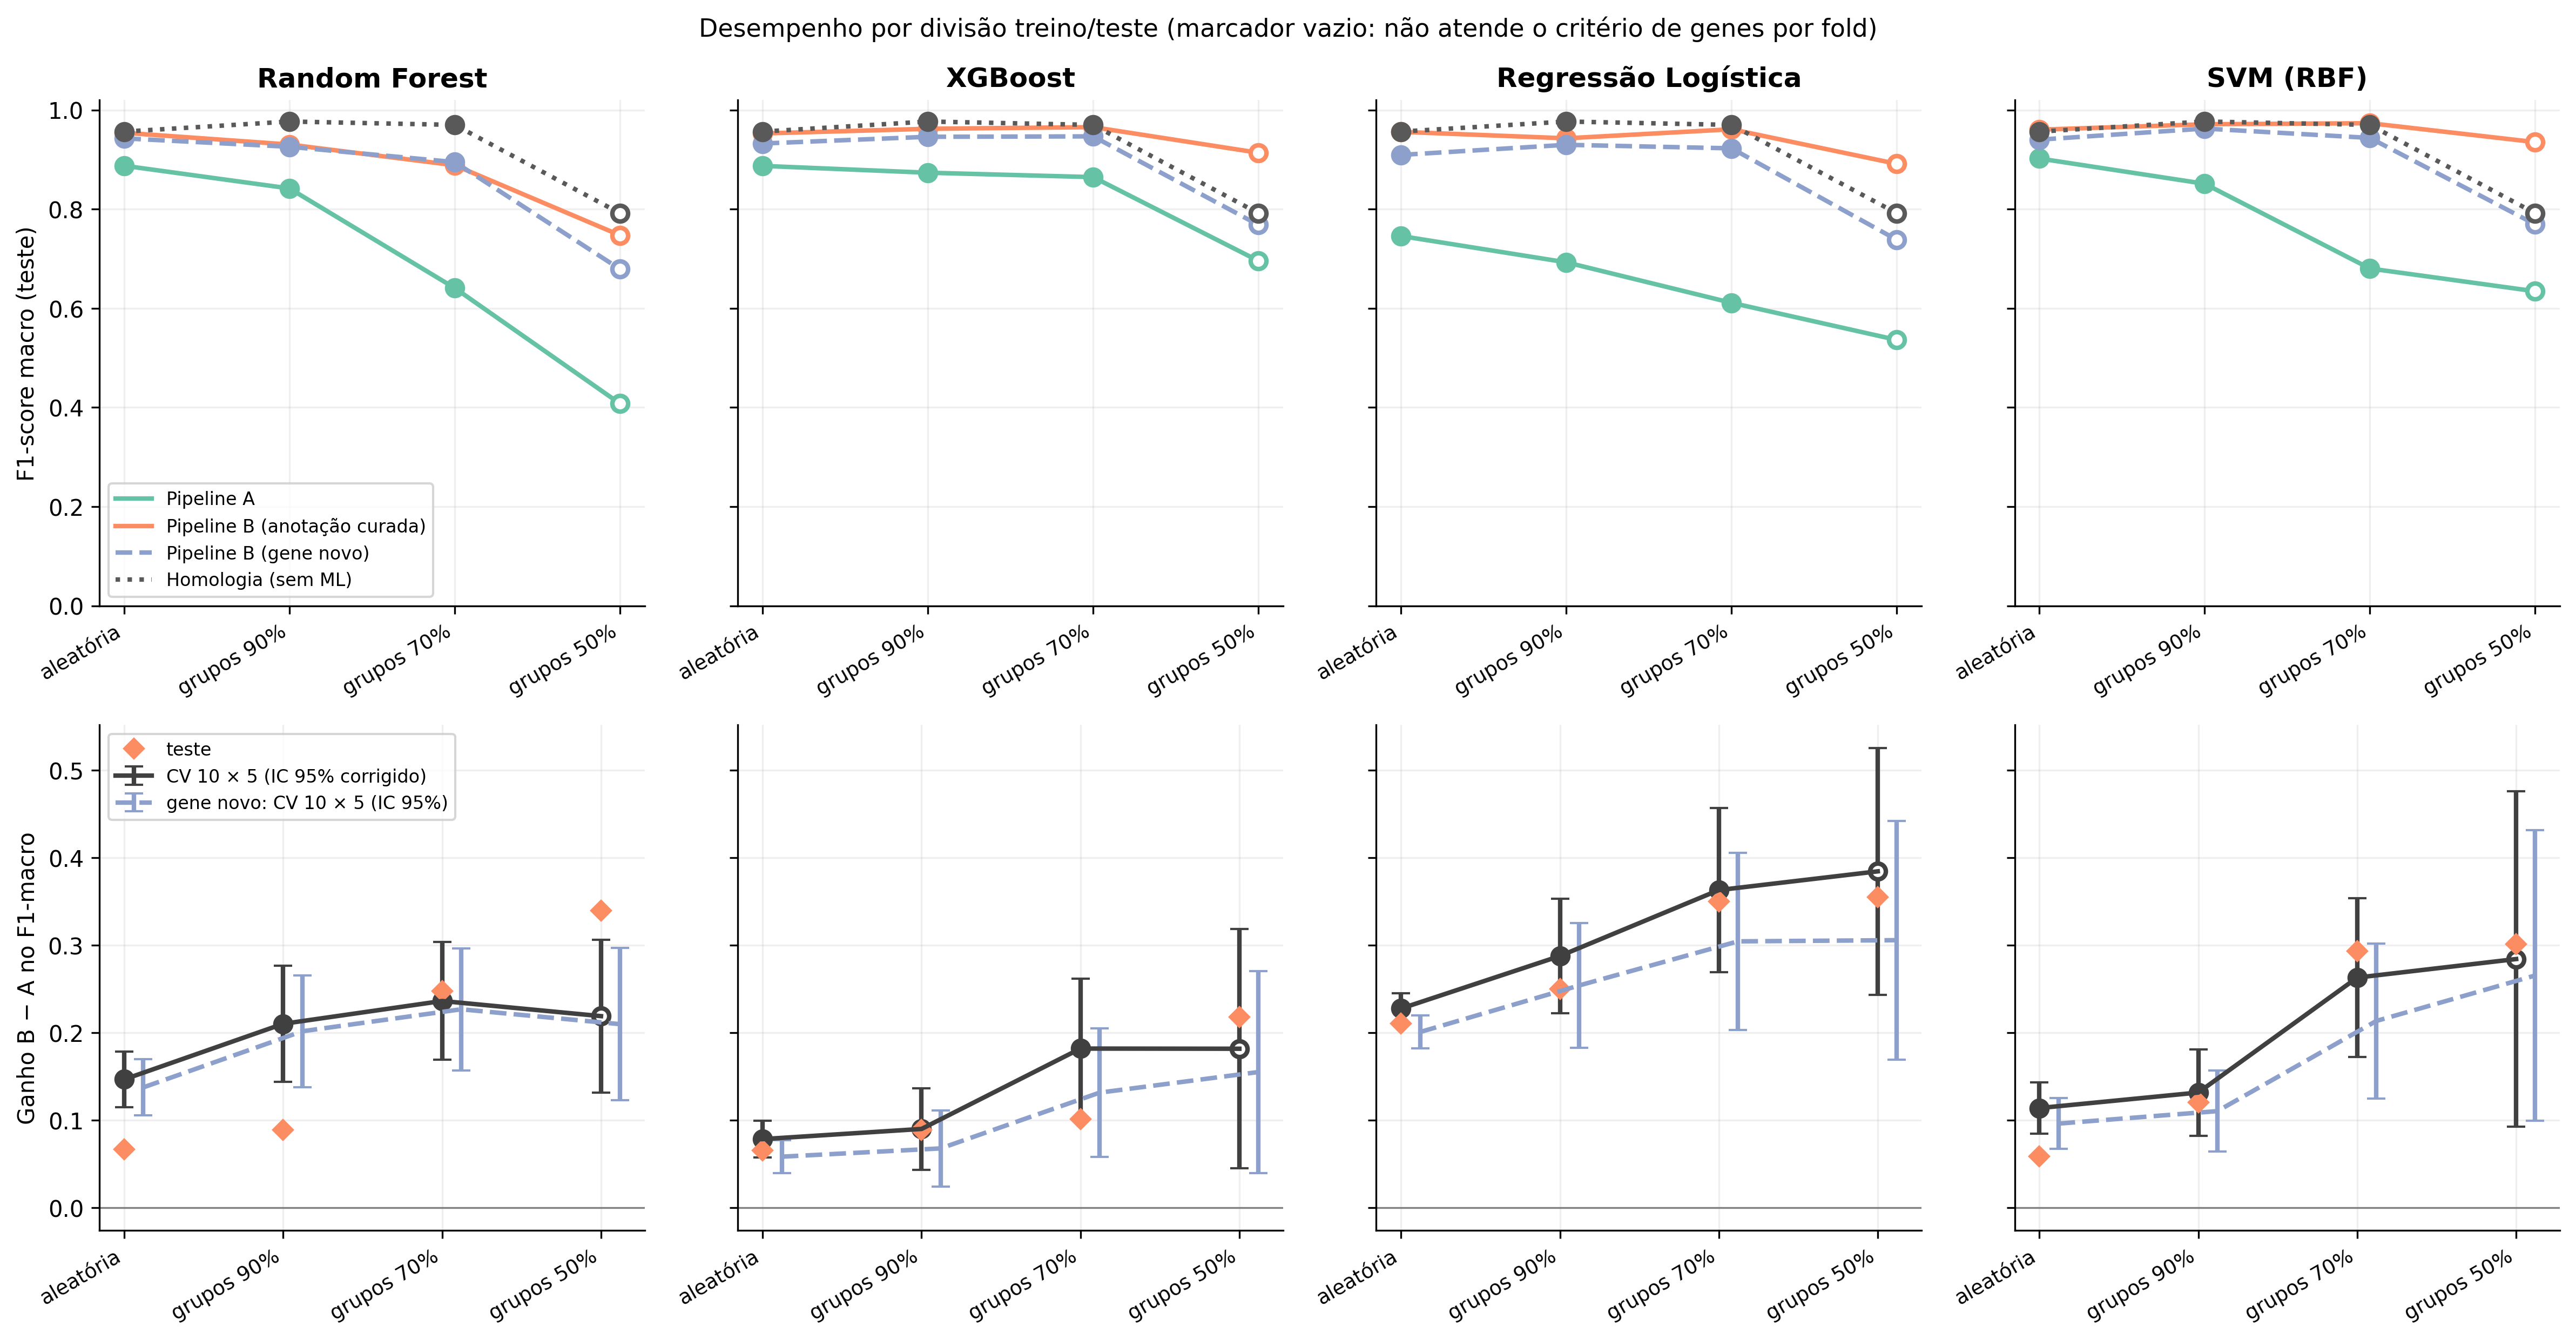 Desempenho por divisão treino/teste (marcador vazio: não atende o critério de genes por fold)
Random Forest
XGBoost
Regressão Logística
SVM (RBF)
F1-score macro (teste)
1.0
0.8
0.6
0.4
0.2
0.0
Pipeline A
Pipeline B (anotação curada)
Pipeline B (gene novo)
Homologia (sem ML)
aleatória
grupos 90%
grupos 70%
grupos 50%
aleatória
grupos 90%
grupos 70%
grupos 50%
aleatória
grupos 90%
grupos 70%
grupos 50%
aleatória
grupos 90%
grupos 70%
grupos 50%
Ganho B − A no F1-macro
0.5
0.4
0.3
0.2
0.1
0.0
teste
CV 10 × 5 (IC 95% corrigido)
gene novo: CV 10 × 5 (IC 95%)
aleatória
grupos 90%
grupos 70%
grupos 50%
aleatória
grupos 90%
grupos 70%
grupos 50%
aleatória
grupos 90%
grupos 70%
grupos 50%
aleatória
grupos 90%
grupos 70%
grupos 50%